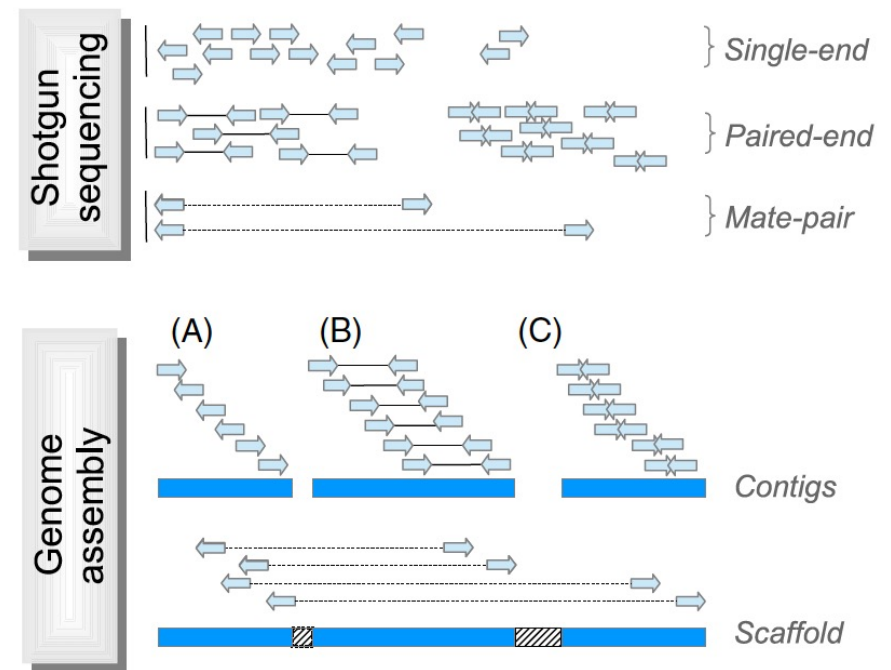 Shotgun
sequencing
Single-end
Paired-end
Mate-pair
Genome
assembly
(A) (B) (C)
Contigs
Scaffold